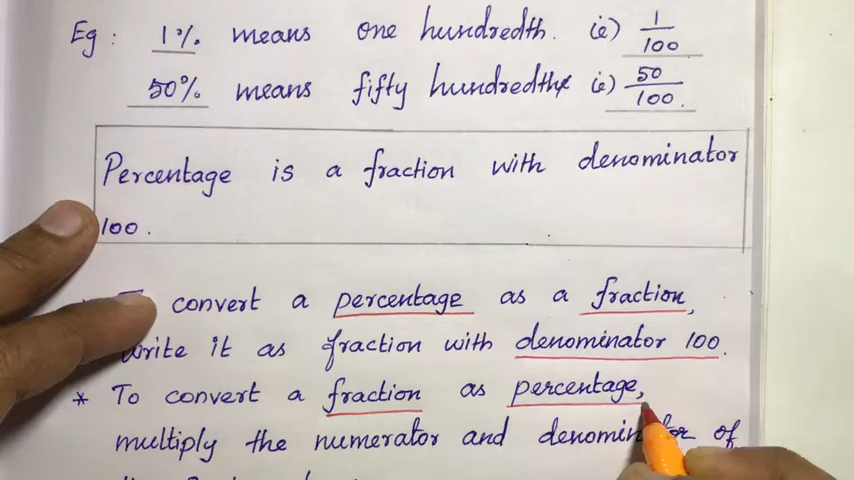 Eg : 1% means one hundredth. ie) 1/100
50% means fifty hundredth ie) 50/100.
Percentage is a fraction with denominator
100.
convert a percentage as a fraction,
write it as fraction with denominator 100.
* To convert a fraction as percentage,
multiply the numerator and denominator of